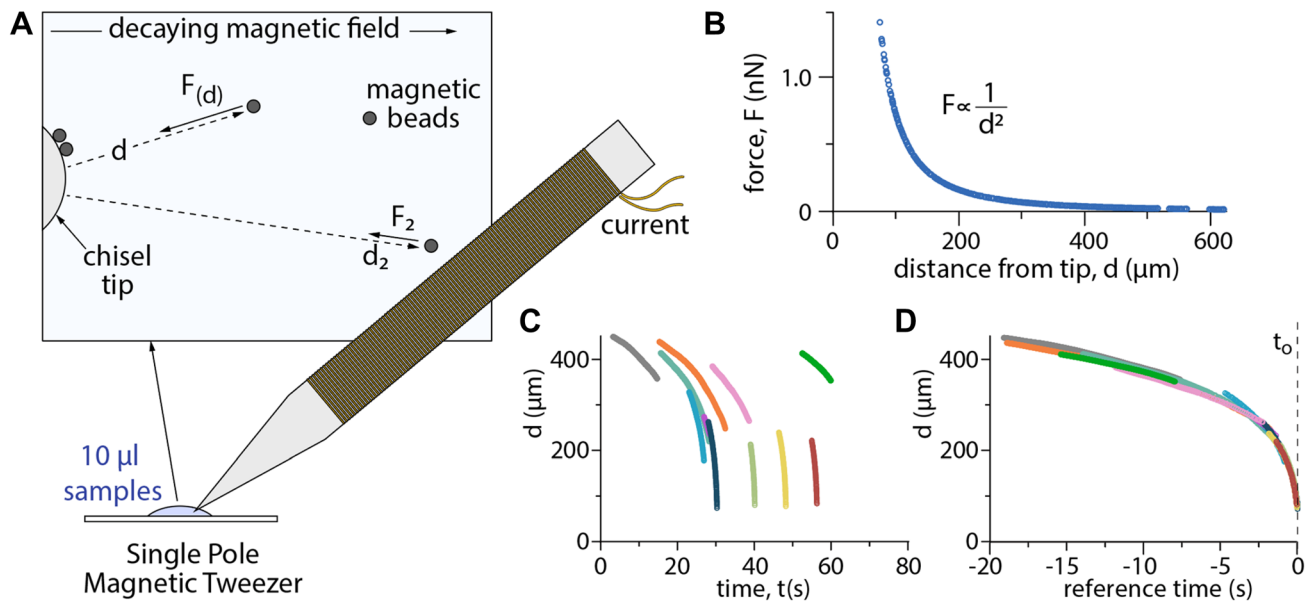 A
decaying magnetic field
F(d)
magnetic
beads
d
F₂
d₂
chisel
tip
current
10 µl
samples
Single Pole
Magnetic Tweezer
B
force, F (nN)
1.0
0
F∝ 1/d²
0 200 400 600
distance from tip, d (µm)
C
d (µm)
400
200
0
0 20 40 60 80
time, t(s)
D
t₀
d (µm)
400
200
0
-20 -15 -10 -5 0
reference time (s)